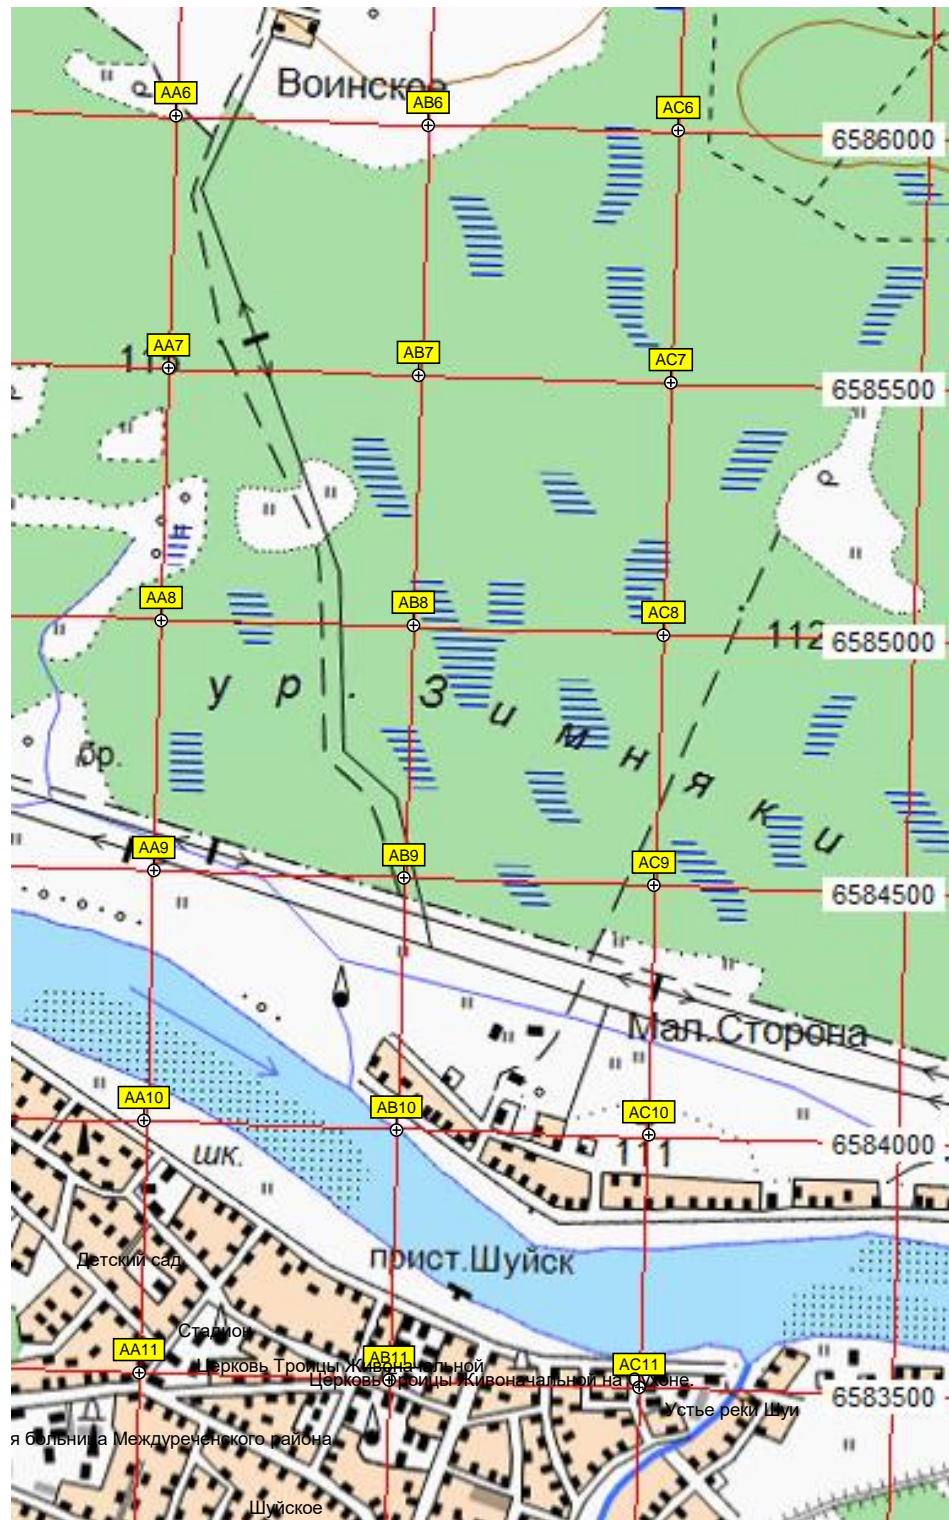 Воинское
AA6
AB6
AC6
6586000
AA7
AB7
AC7
6585500
AA8
AB8
AC8
112
6585000
ур. Зимняки
бр.
AA9
AB9
AC9
6584500
Мал.Сторона
AA10
AB10
AC10
6584000
шк.
111
прист.Шуйск
Детский сад
Стадион
AA11
AB11
AC11
Церковь Троицы Живоначальной
Церковь Троицы Живоначальной на Сухоне.
6583500
Устье реки Шуи
я больница Междуреченского района
Шуйское